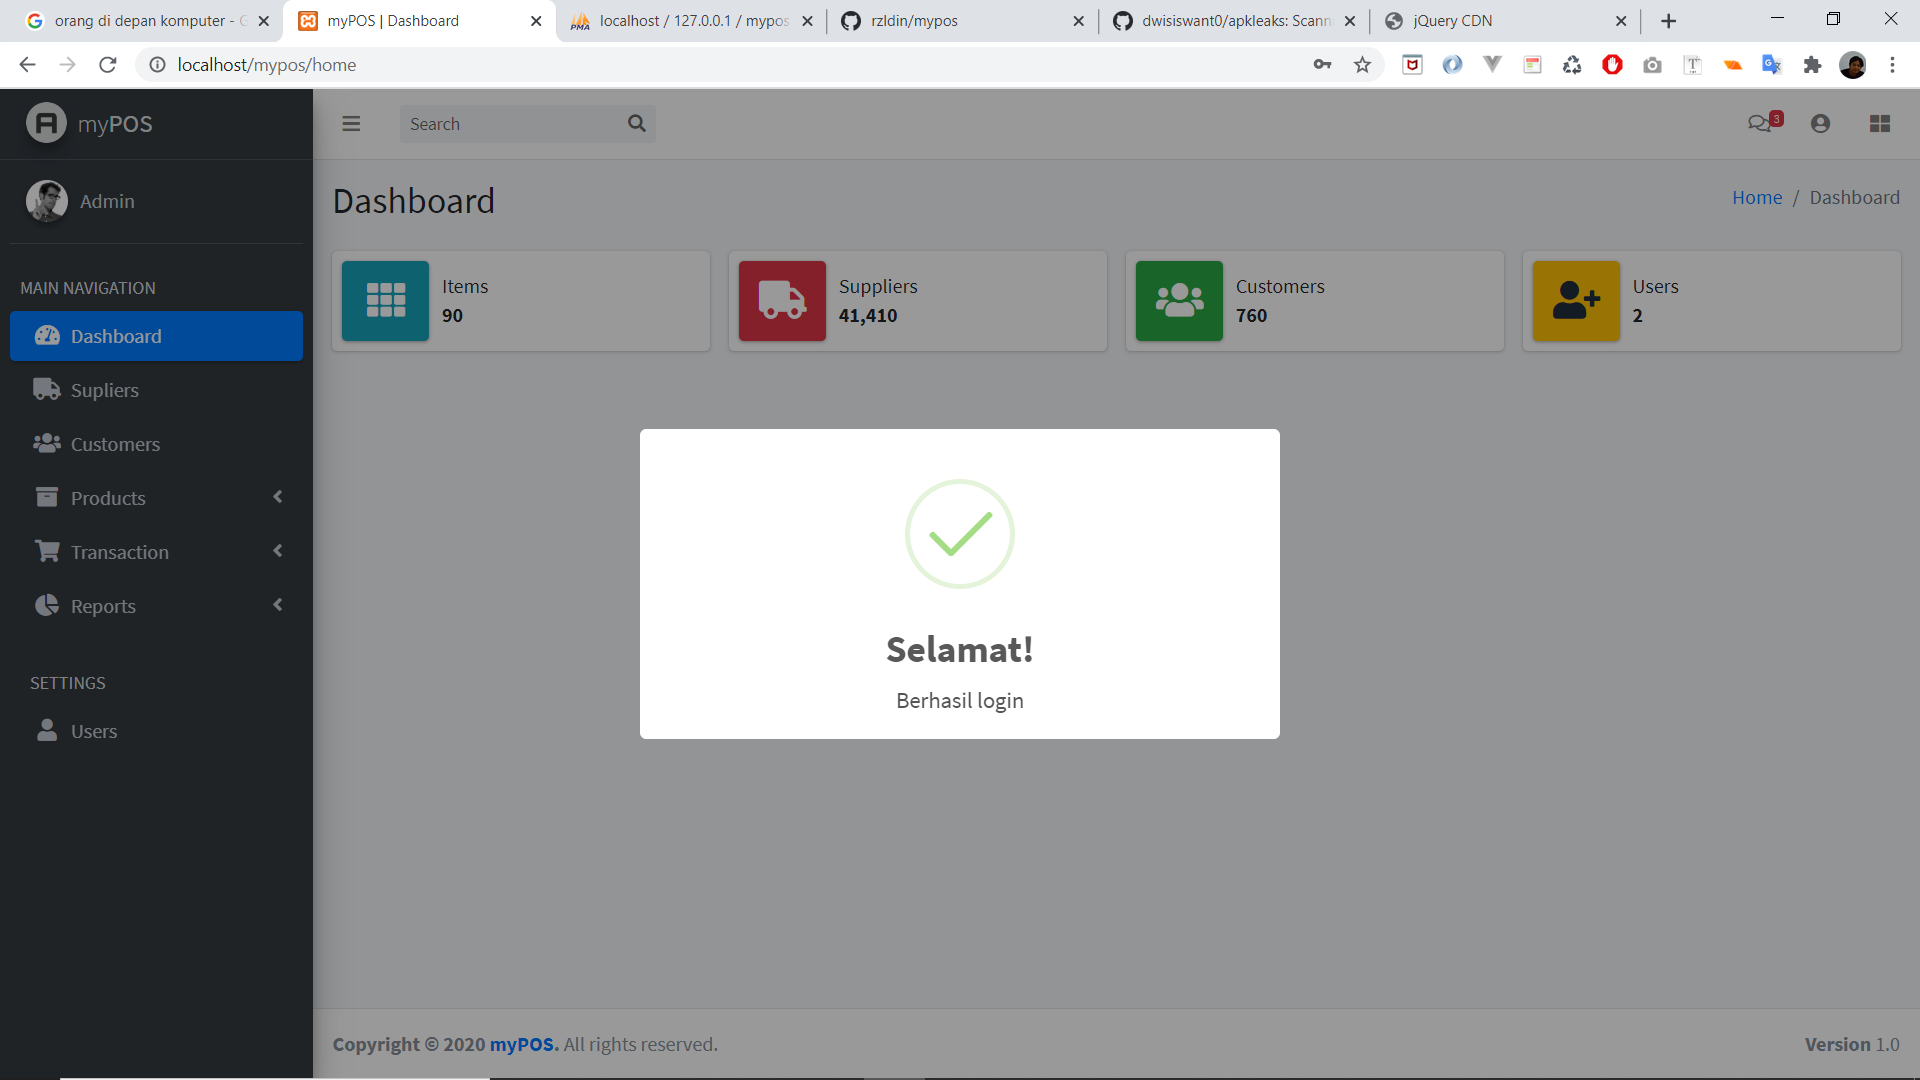 orang di depan komputer - G
myPOS | Dashboard
localhost / 127.0.0.1 / mypos
rzldin/mypos
dwisiswant0/apkleaks: Scann
jQuery CDN
localhost/mypos/home
myPOS
Search
3
Admin
Dashboard
Home / Dashboard
Items
90
Suppliers
41,410
Customers
760
Users
2
MAIN NAVIGATION
Dashboard
Supliers
Customers
Products
Transaction
Reports
SETTINGS
Users
Selamat!
Berhasil login
Copyright © 2020 myPOS. All rights reserved.
Version 1.0